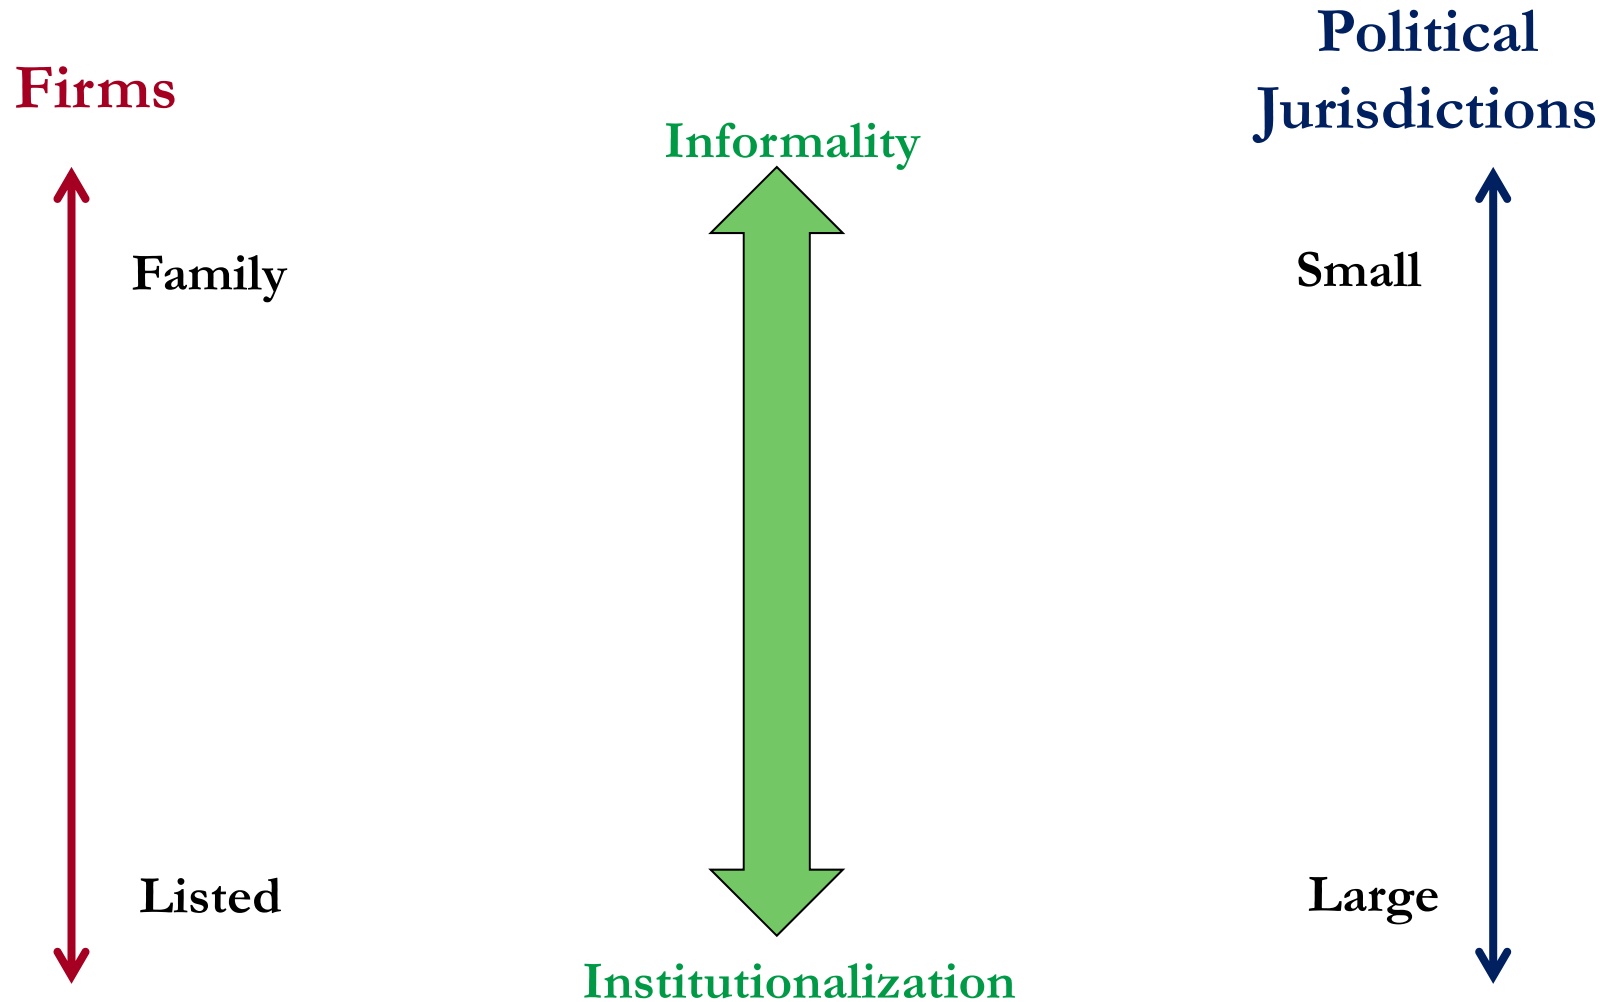 Firms
Political
Jurisdictions
Informality
Family
Small
Listed
Large
Institutionalization